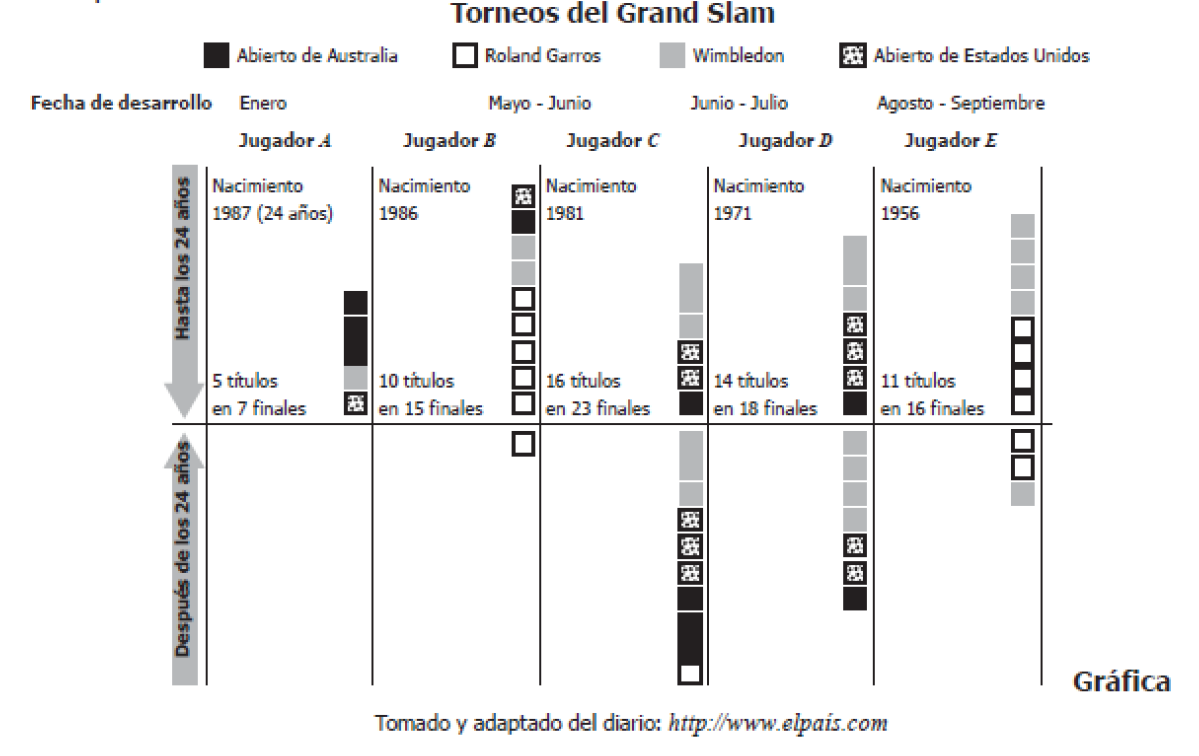 Torneos del Grand Slam
Abierto de Australia Roland Garros Wimbledon Abierto de Estados Unidos
Fecha de desarrollo Enero Mayo - Junio Junio - Julio Agosto - Septiembre
Jugador A Jugador B Jugador C Jugador D Jugador E
Hasta los 24 años
Nacimiento Nacimiento Nacimiento Nacimiento Nacimiento
1987 (24 años) 1986 1981 1971 1956
5 títulos 10 títulos 16 títulos 14 títulos 11 títulos
en 7 finales en 15 finales en 23 finales en 18 finales en 16 finales
Después de los 24 años
Gráfica
Tomado y adaptado del diario: http://www.elpaís.com